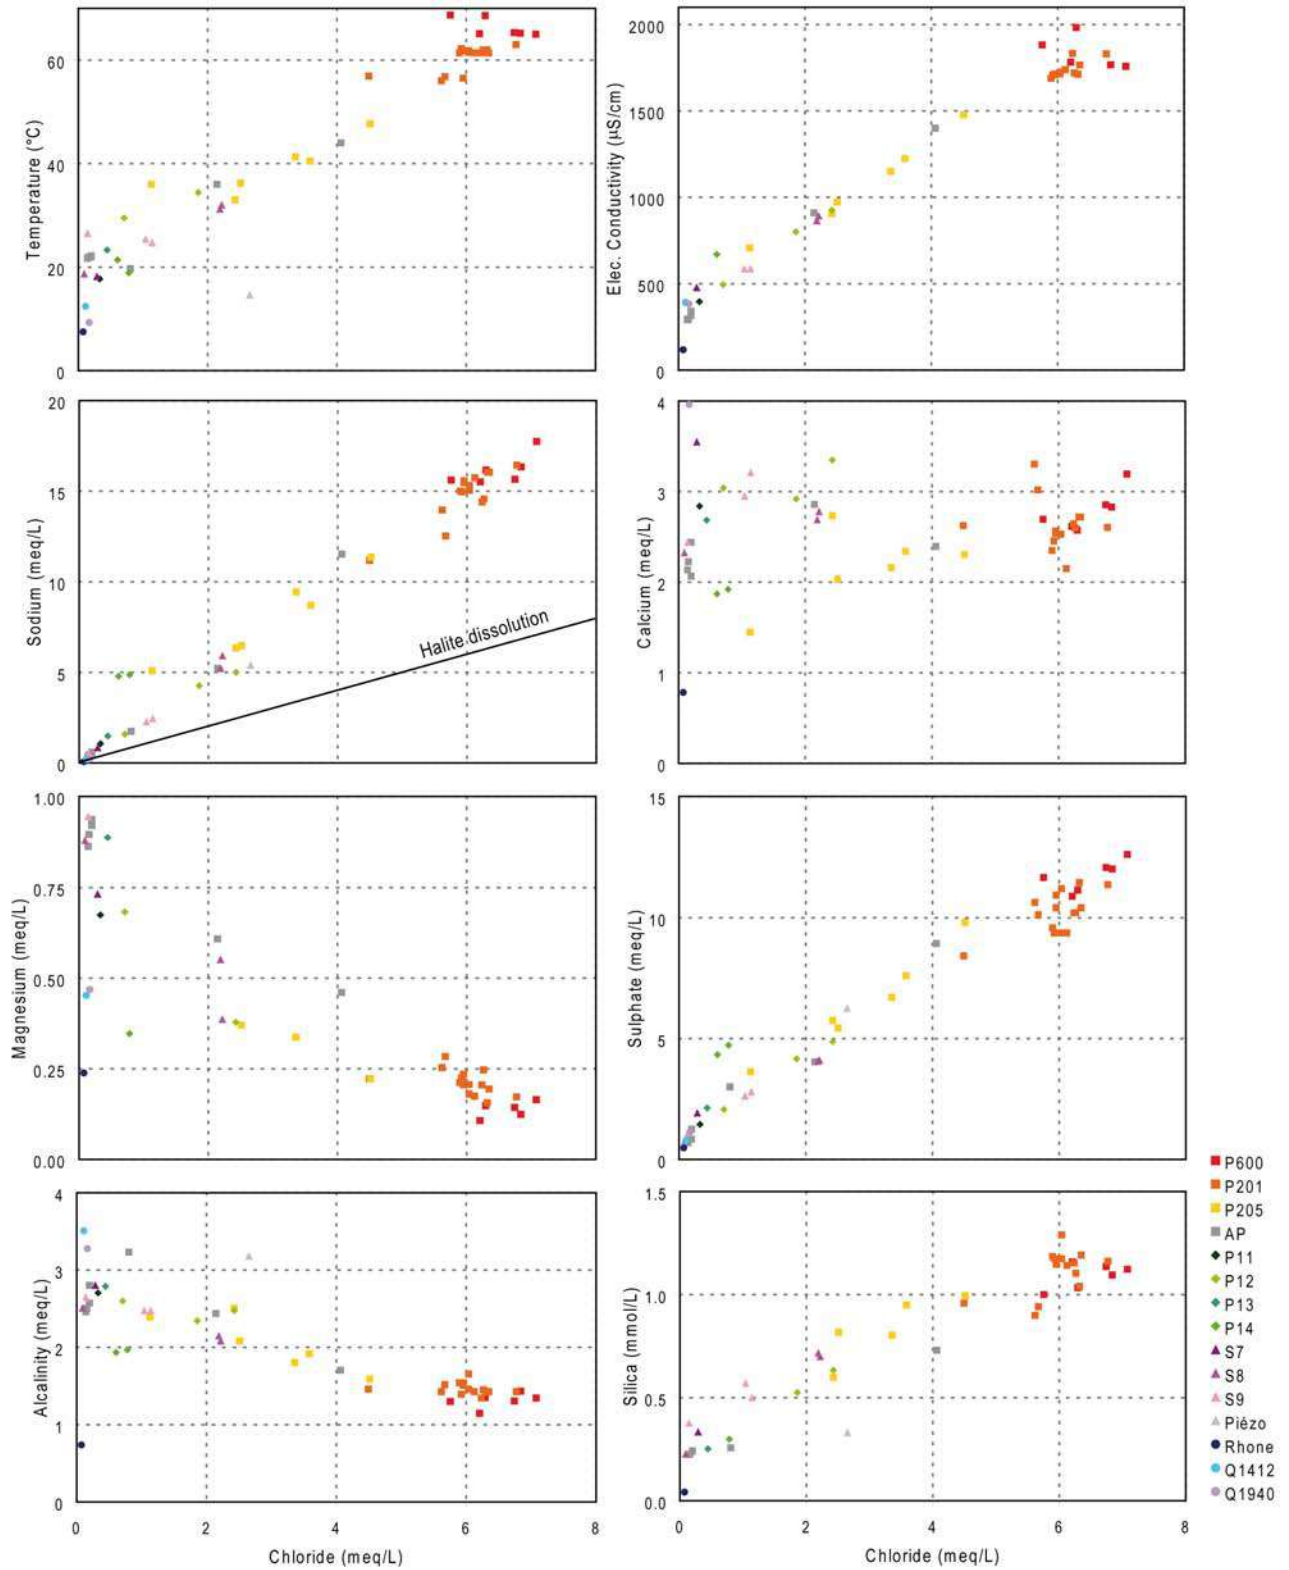 Temperature (°C)
60
40
20
0
Elec. Conductivity (µS/cm)
2000
1500
1000
500
0
Sodium (meq/L)
20
15
10
5
0
Halite dissolution
Calcium (meq/L)
4
3
2
1
0
Magnesium (meq/L)
1.00
0.75
0.50
0.25
0.00
Sulphate (meq/L)
15
10
5
0
Alcalinity (meq/L)
4
3
2
1
0
0 2 4 6 8
Chloride (meq/L)
Silica (mmol/L)
1.5
1.0
0.5
0.0
0 2 4 6 8
Chloride (meq/L)
P600
P201
P205
AP
P11
P12
P13
P14
S7
S8
S9
Piézo
Rhone
Q1412
Q1940